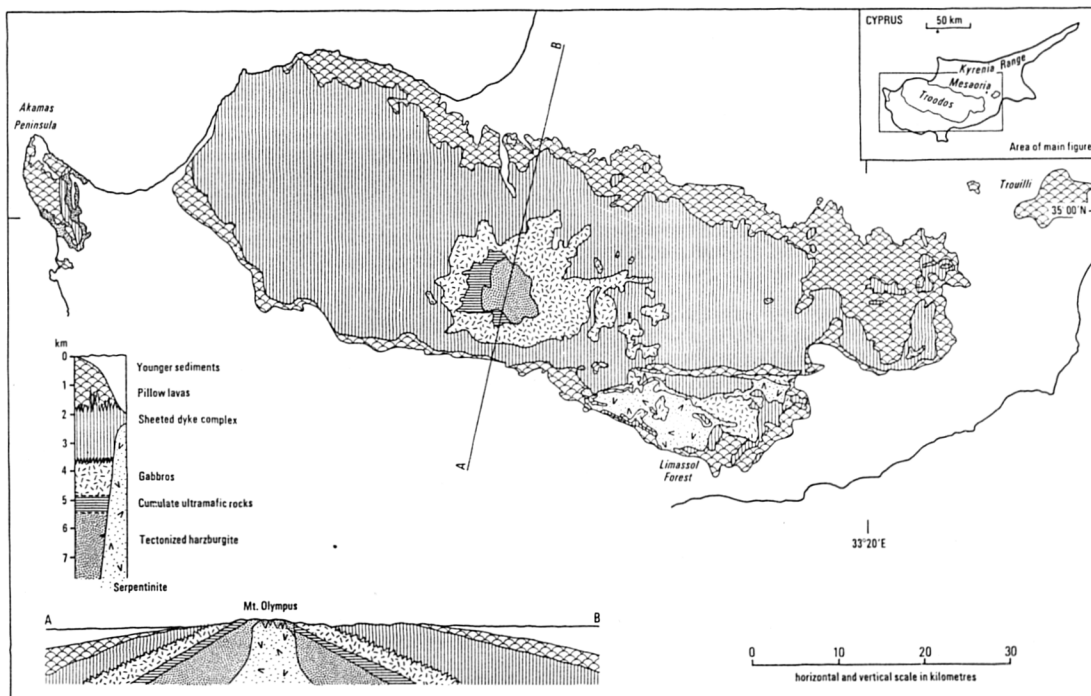 CYPRUS
50 km
Kyrenia Range
Mesaoria
Troodos
Area of main figure
Akamas
Peninsula
B
Trouilli
35 00'N
A
Limassol
Forest
33°20'E
km
0
Younger sediments
1
Pillow lavas
2
Sheeted dyke complex
3
4
Gabbros
5
Cumulate ultramafic rocks
6
Tectonized harzburgite
7
Serpentinite
A
Mt. Olympus
B
0
10
20
30
horizontal and vertical scale in kilometres